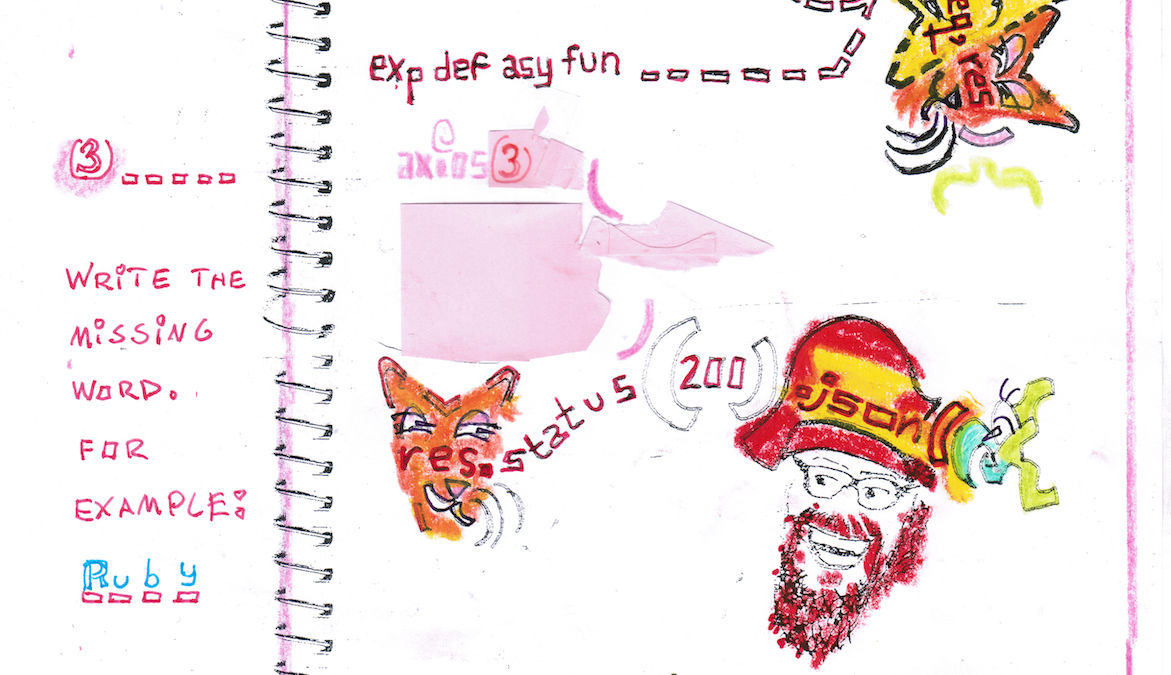 exp def asy fun
eq, res
(3)
axios (3)
WRITE THE
MISSING
WORD.
FOR
EXAMPLE:
Ruby
res.status(200)
.json(